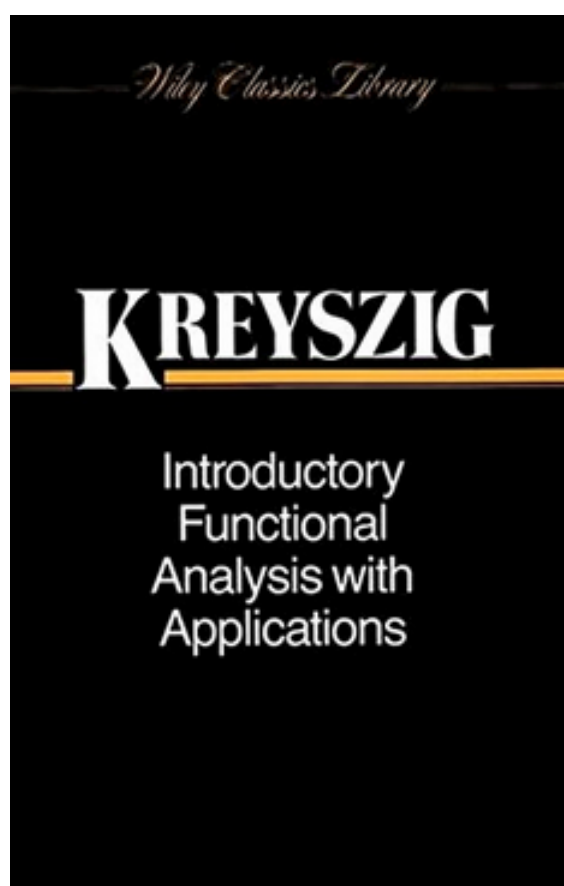 Wiley Classics Library
KREYSZIG
Introductory
Functional
Analysis with
Applications